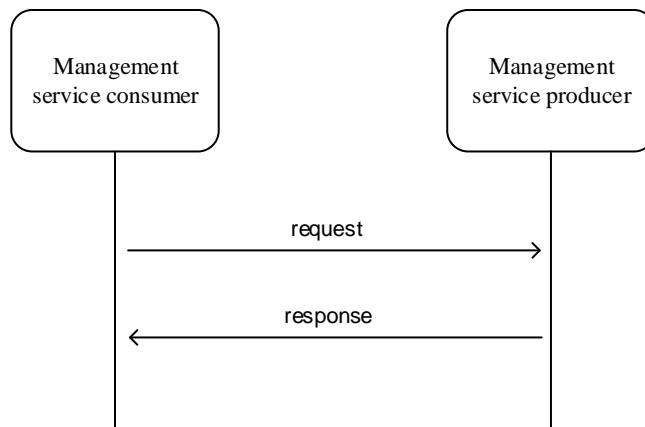 Management
service consumer
Management
service producer
request
response